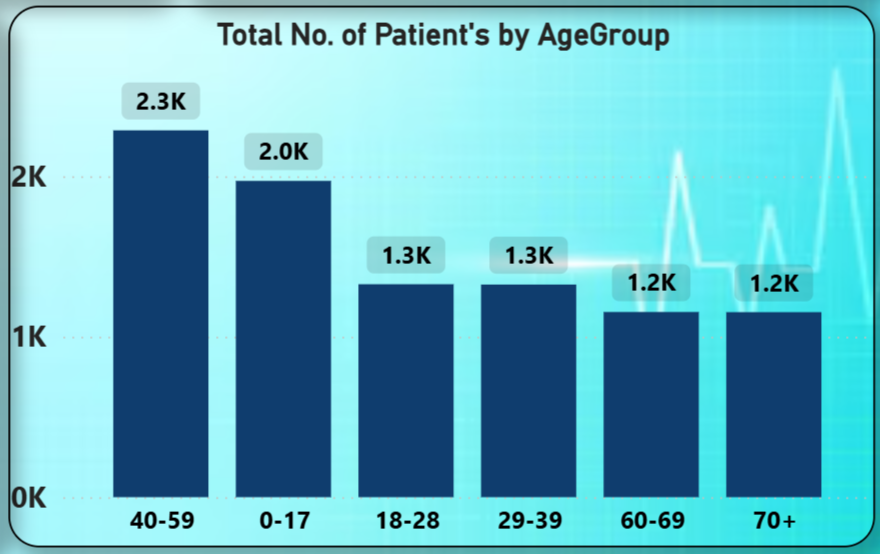 Total No. of Patient's by AgeGroup
2.3K
2.0K
1.3K
1.3K
1.2K
1.2K
2K
1K
0K
40-59 0-17 18-28 29-39 60-69 70+